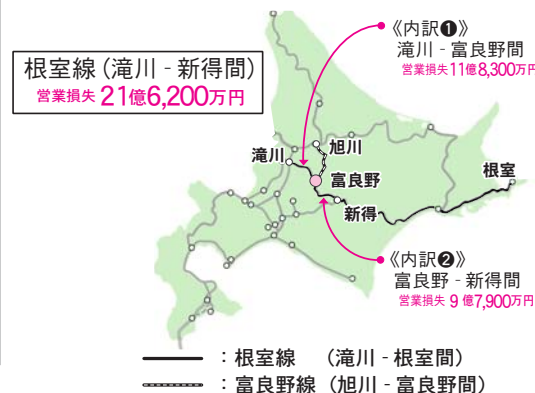 根室線（滝川‐新得間）
営業損失 21億6,200万円
《内訳❶》
滝川‐富良野間
営業損失11億8,300万円
滝川
旭川
富良野
新得
根室
《内訳❷》
富良野‐新得間
営業損失 9億7,900万円
：根室線　（滝川‐根室間）
：富良野線（旭川‐富良野間）